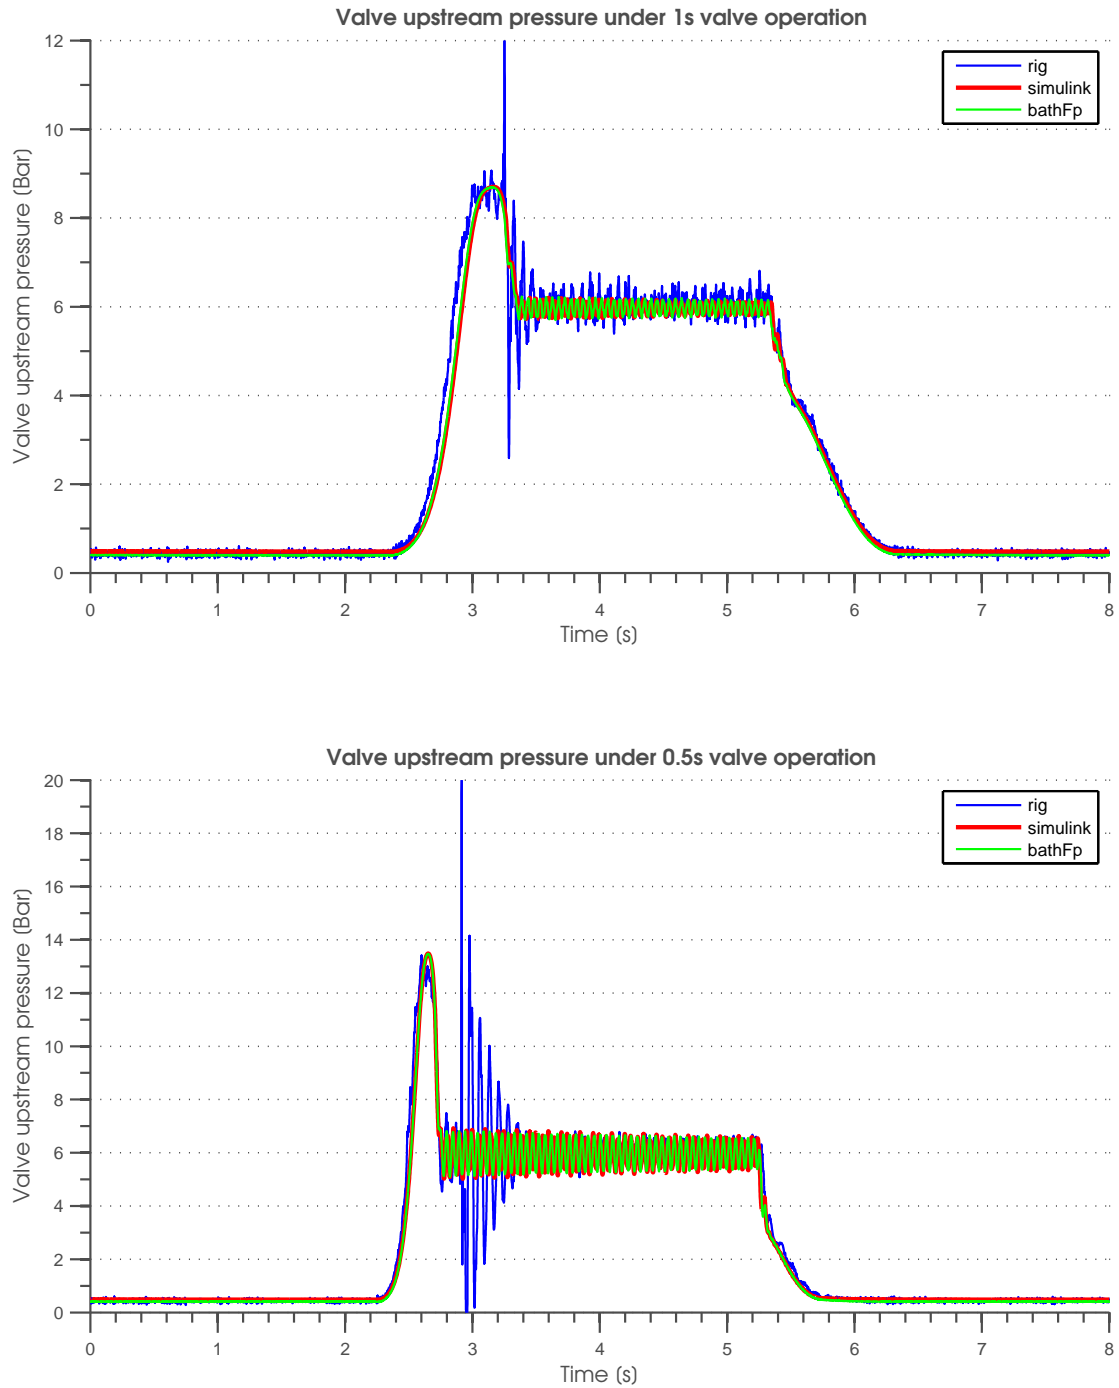 Valve upstream pressure under 1s valve operation
Valve upstream pressure (Bar)
12
10
8
6
4
2
0
rig
simulink
bathFp
0 1 2 3 4 5 6 7 8
Time (s)
Valve upstream pressure under 0.5s valve operation
Valve upstream pressure (Bar)
20
18
16
14
12
10
8
6
4
2
0
rig
simulink
bathFp
0 1 2 3 4 5 6 7 8
Time (s)